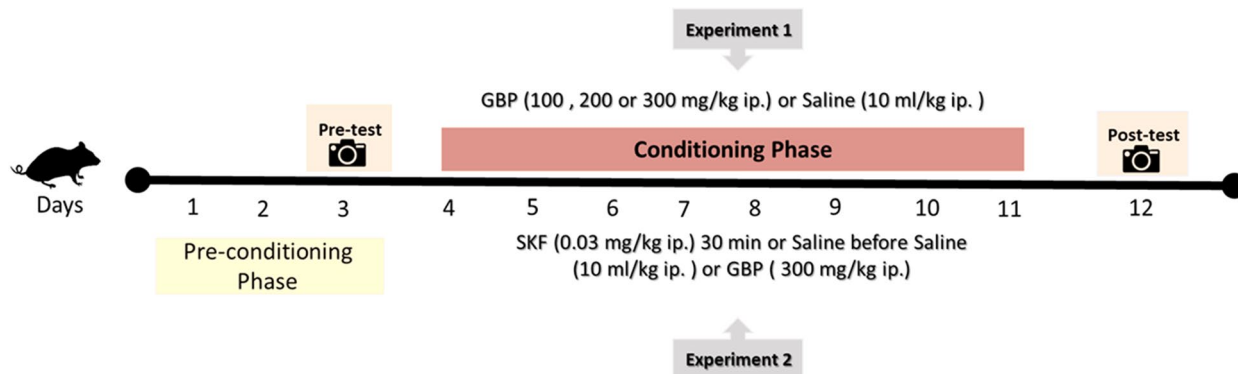 Experiment 1
GBP (100 , 200 or 300 mg/kg ip.) or Saline (10 ml/kg ip. )
Pre-test
Conditioning Phase
Post-test
Days
1 2 3 4 5 6 7 8 9 10 11 12
Pre-conditioning
Phase
SKF (0.03 mg/kg ip.) 30 min or Saline before Saline
(10 ml/kg ip. ) or GBP ( 300 mg/kg ip.)
Experiment 2